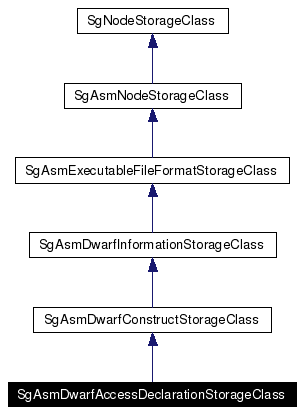 SgNodeStorageClass
SgAsmNodeStorageClass
SgAsmExecutableFileFormatStorageClass
SgAsmDwarfInformationStorageClass
SgAsmDwarfConstructStorageClass
SgAsmDwarfAccessDeclarationStorageClass